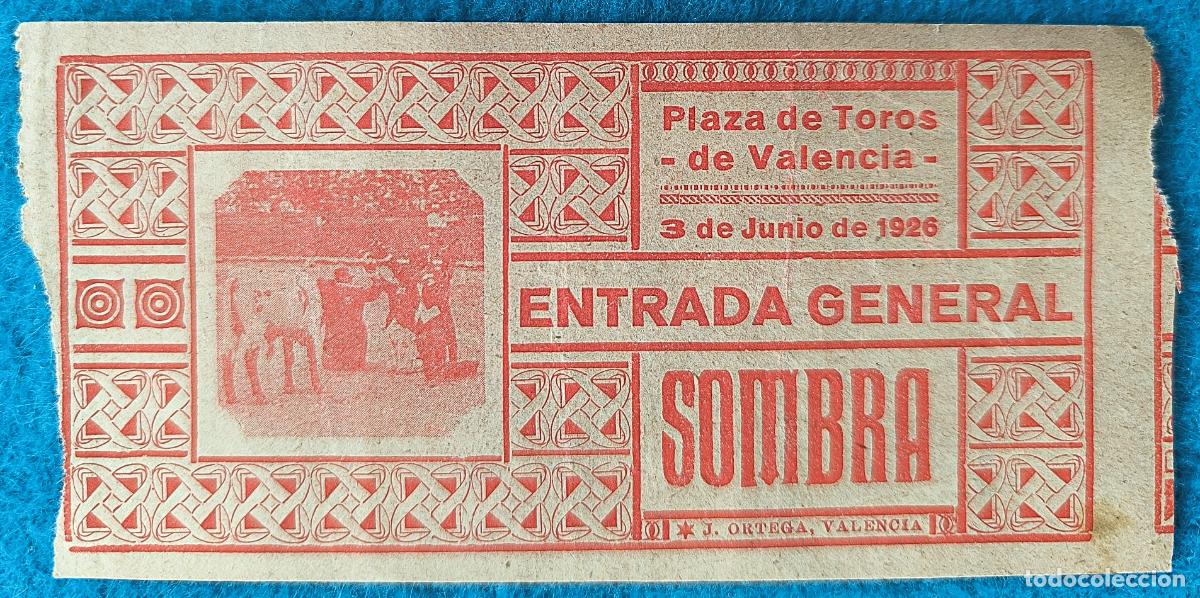 Plaza de Toros
- de Valencia -
3 de Junio de 1926
ENTRADA GENERAL
SOMBRA
J. ORTEGA, VALENCIA
todocoleccion